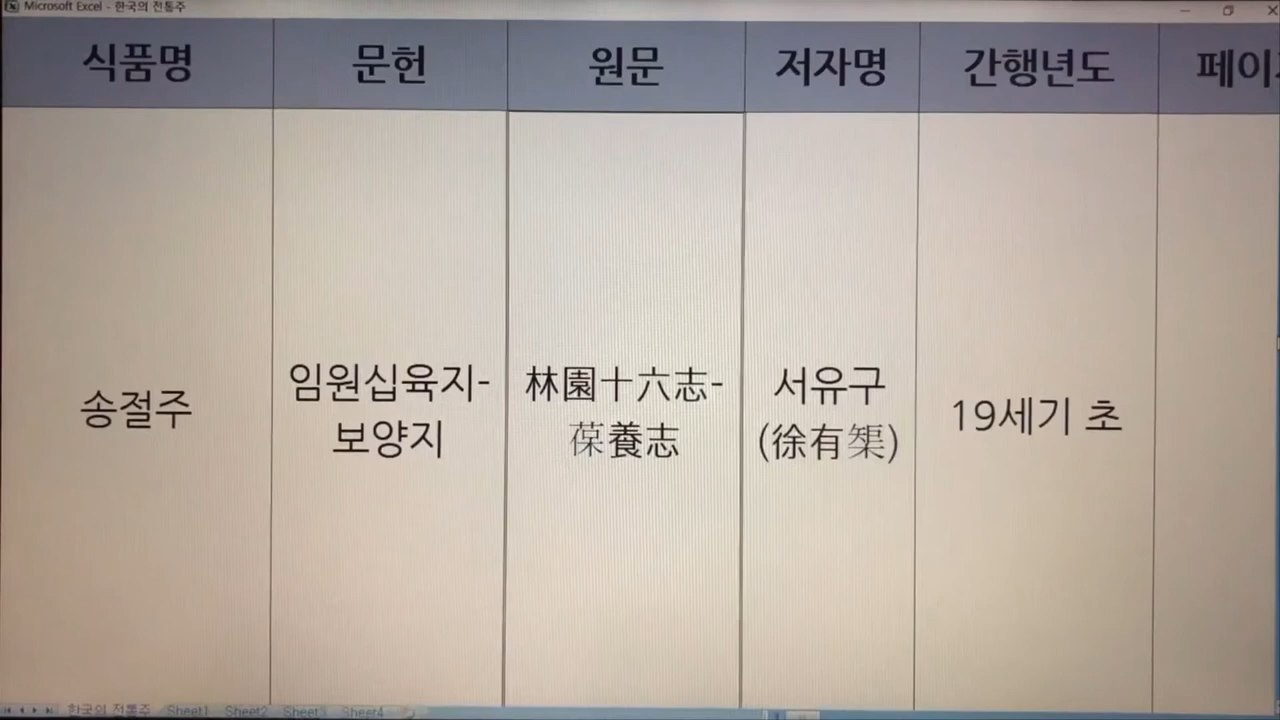 Microsoft Excel - 한국의 전통주
식품명 문헌 원문 저자명 간행년도
송절주
임원십육지-
보양지
林園十六志-
葆養志
서유구
(徐有榘)
19세기 초
한국의 전통주 Sheet1 Sheet2 Sheet3 Sheet4